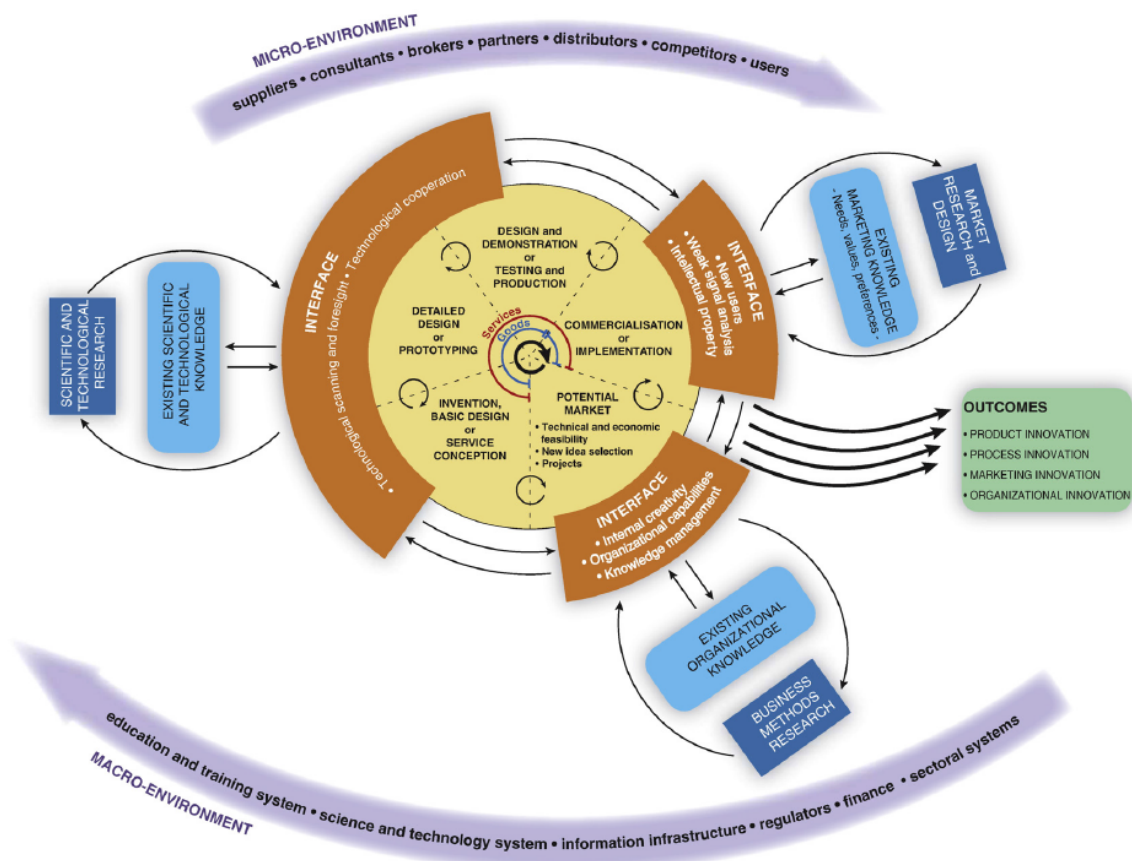 MICRO-ENVIRONMENT
suppliers • consultants • brokers • partners • distributors • competitors • users
INTERFACE
• Technological scanning and foresight • Technological cooperation
SCIENTIFIC AND
TECHNOLOGICAL
RESEARCH
EXISTING SCIENTIFIC
AND TECHNOLOGICAL
KNOWLEDGE
DESIGN and
DEMONSTRATION
or
TESTING and
PRODUCTION
DETAILED
DESIGN
or
PROTOTYPING
Services
Goods
COMMERCIALISATION
or
IMPLEMENTATION
INVENTION,
BASIC DESIGN
or
SERVICE
CONCEPTION
POTENTIAL
MARKET
• Technical and economic
feasibility
• New idea selection
• Projects
INTERFACE
• New users
• Weak signal analysis
• Intellectual property
EXISTING
MARKETING KNOWLEDGE
- Needs, values, preferences -
MARKET
RESEARCH and
DESIGN
OUTCOMES
• PRODUCT INNOVATION
• PROCESS INNOVATION
• MARKETING INNOVATION
• ORGANIZATIONAL INNOVATION
INTERFACE
• Internal creativity
• Organizational capabilities
• Knowledge management
EXISTING
ORGANIZATIONAL
KNOWLEDGE
BUSINESS
METHODS
RESEARCH
education and training system • science and technology system • information infrastructure • regulators • finance • sectoral systems
MACRO-ENVIRONMENT